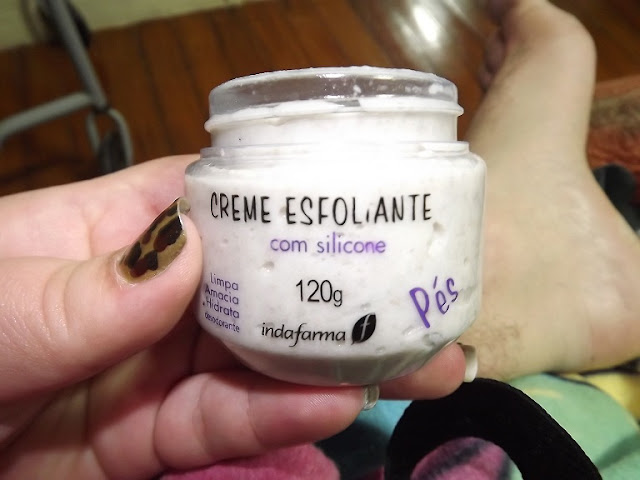 CREME ESFOLIANTE
com silicone
Limpa
Amacia
Hidrata
desodorante
120g
Pés
indafarma